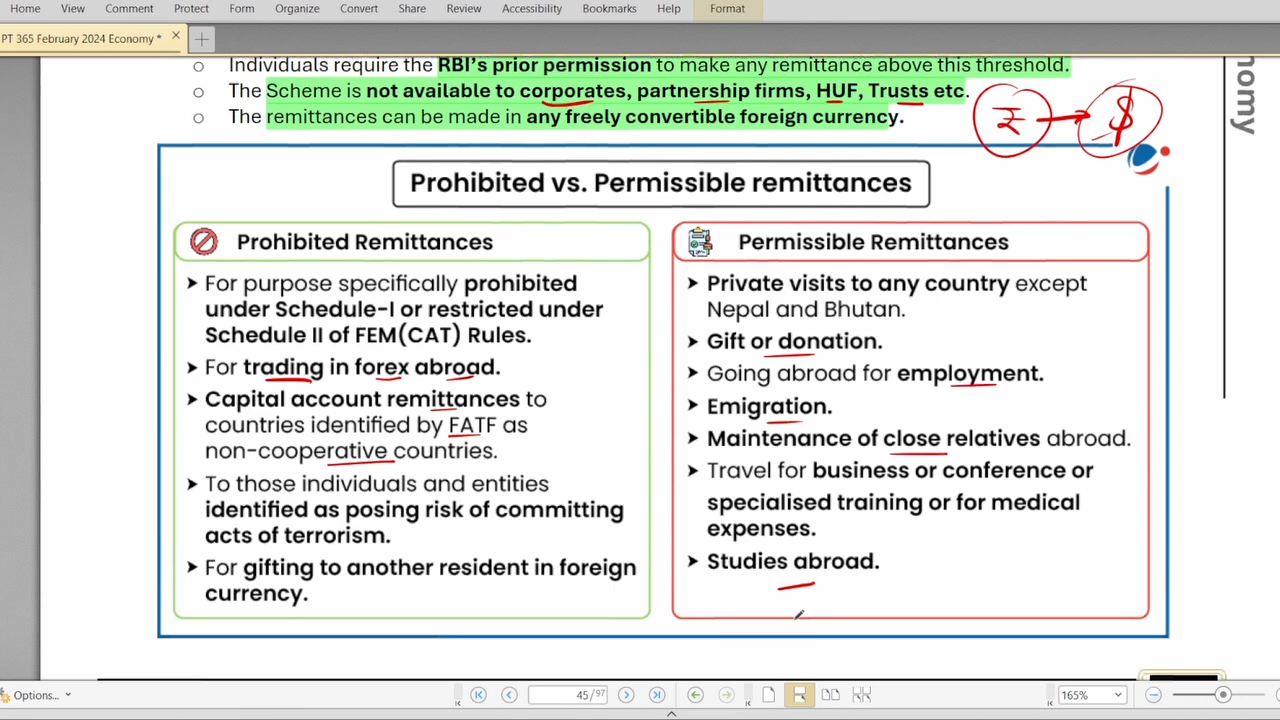 Home View Comment Protect Form Organize Convert Share Review Accessibility Bookmarks Help Format
PT 365 February 2024 Economy *
o Individuals require the RBI's prior permission to make any remittance above this threshold.
o The Scheme is not available to corporates, partnership firms, HUF, Trusts etc.
o The remittances can be made in any freely convertible foreign currency.
₹ → $
nomy
Prohibited vs. Permissible remittances
Prohibited Remittances
➤ For purpose specifically prohibited
under Schedule-I or restricted under
Schedule II of FEM(CAT) Rules.
➤ For trading in forex abroad.
➤ Capital account remittances to
countries identified by FATF as
non-cooperative countries.
➤ To those individuals and entities
identified as posing risk of committing
acts of terrorism.
➤ For gifting to another resident in foreign
currency.
Permissible Remittances
➤ Private visits to any country except
Nepal and Bhutan.
➤ Gift or donation.
➤ Going abroad for employment.
➤ Emigration.
➤ Maintenance of close relatives abroad.
➤ Travel for business or conference or
specialised training or for medical
expenses.
➤ Studies abroad.
Options... 45/97 165%